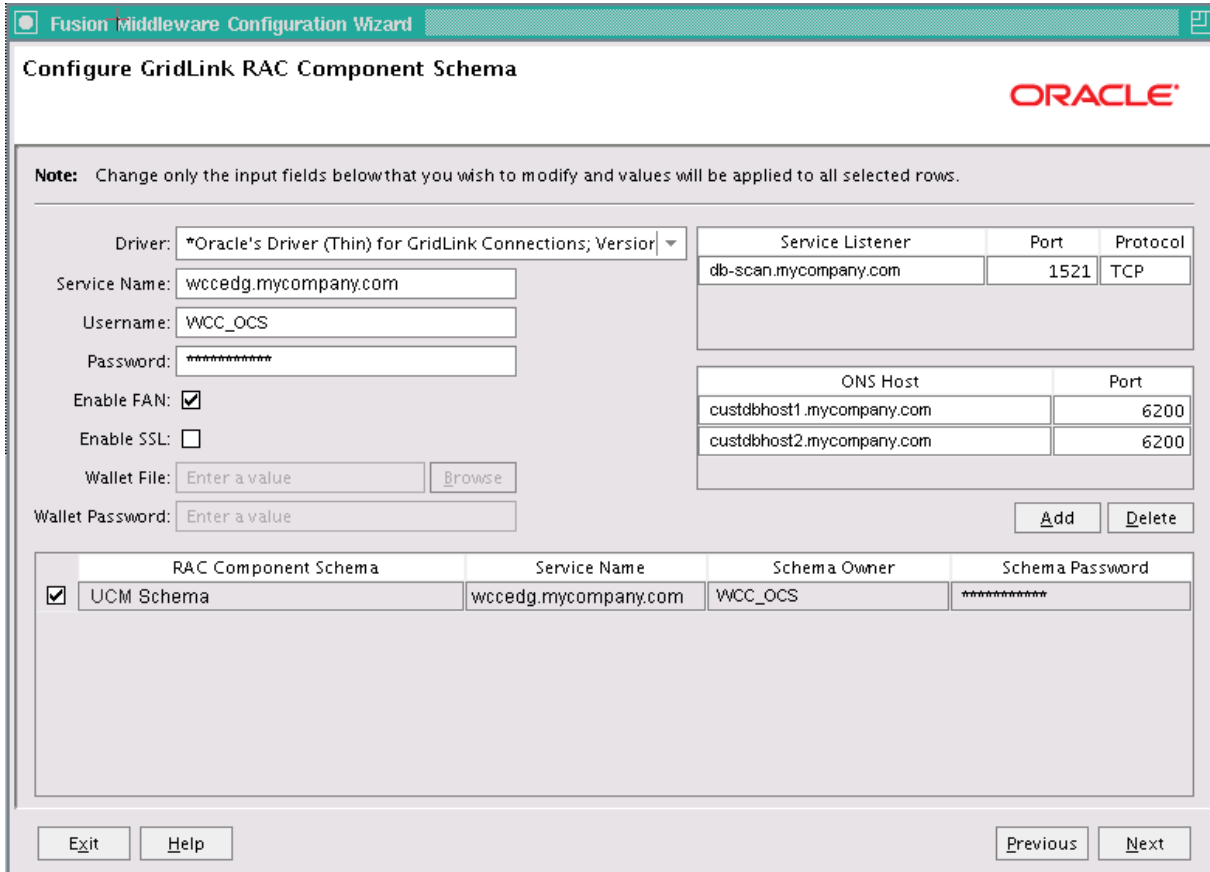 Fusion Middleware Configuration Wizard
Configure GridLink RAC Component Schema
ORACLE
Note: Change only the input fields below that you wish to modify and values will be applied to all selected rows.
Driver: *Oracle's Driver (Thin) for GridLink Connections; Version
Service Name: wccedg.mycompany.com
Username: WCC_OCS
Password: ***********
Enable FAN:
Enable SSL:
Wallet File: Enter a value Browse
Wallet Password: Enter a value
Service Listener Port Protocol
db-scan.mycompany.com 1521 TCP
ONS Host Port
custdbhost1.mycompany.com 6200
custdbhost2.mycompany.com 6200
Add Delete
RAC Component Schema Service Name Schema Owner Schema Password
UCM Schema wccedg.mycompany.com WCC_OCS ***********
Exit Help Previous Next